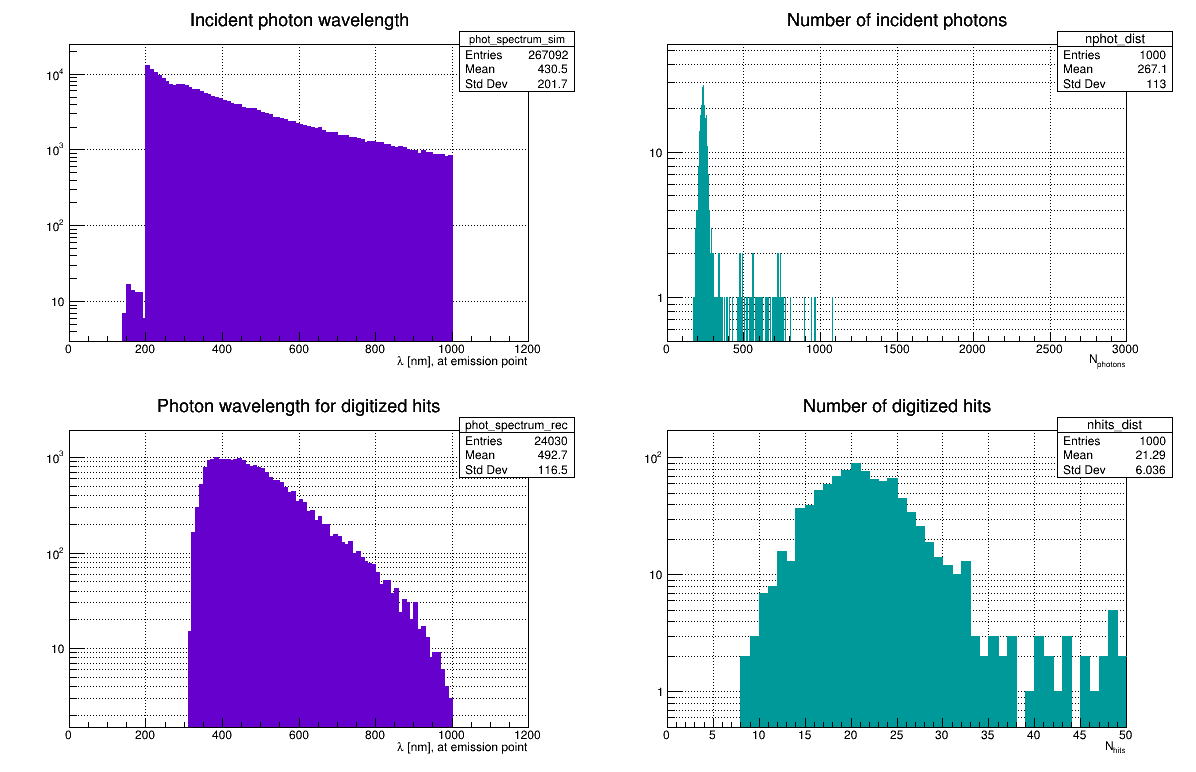 Incident photon wavelength
phot_spectrum_sim
Entries 267092
Mean 430.5
Std Dev 201.7
10⁴
10³
10²
10
0 200 400 600 800 1000 1200
λ [nm], at emission point
Number of incident photons
nphot_dist
Entries 1000
Mean 267.1
Std Dev 113
10
1
0 500 1000 1500 2000 2500 3000
Nphotons
Photon wavelength for digitized hits
phot_spectrum_rec
Entries 24030
Mean 492.7
Std Dev 116.5
10³
10²
10
0 200 400 600 800 1000 1200
λ [nm], at emission point
Number of digitized hits
nhits_dist
Entries 1000
Mean 21.29
Std Dev 6.036
10²
10
1
0 5 10 15 20 25 30 35 40 45 50
Nhits